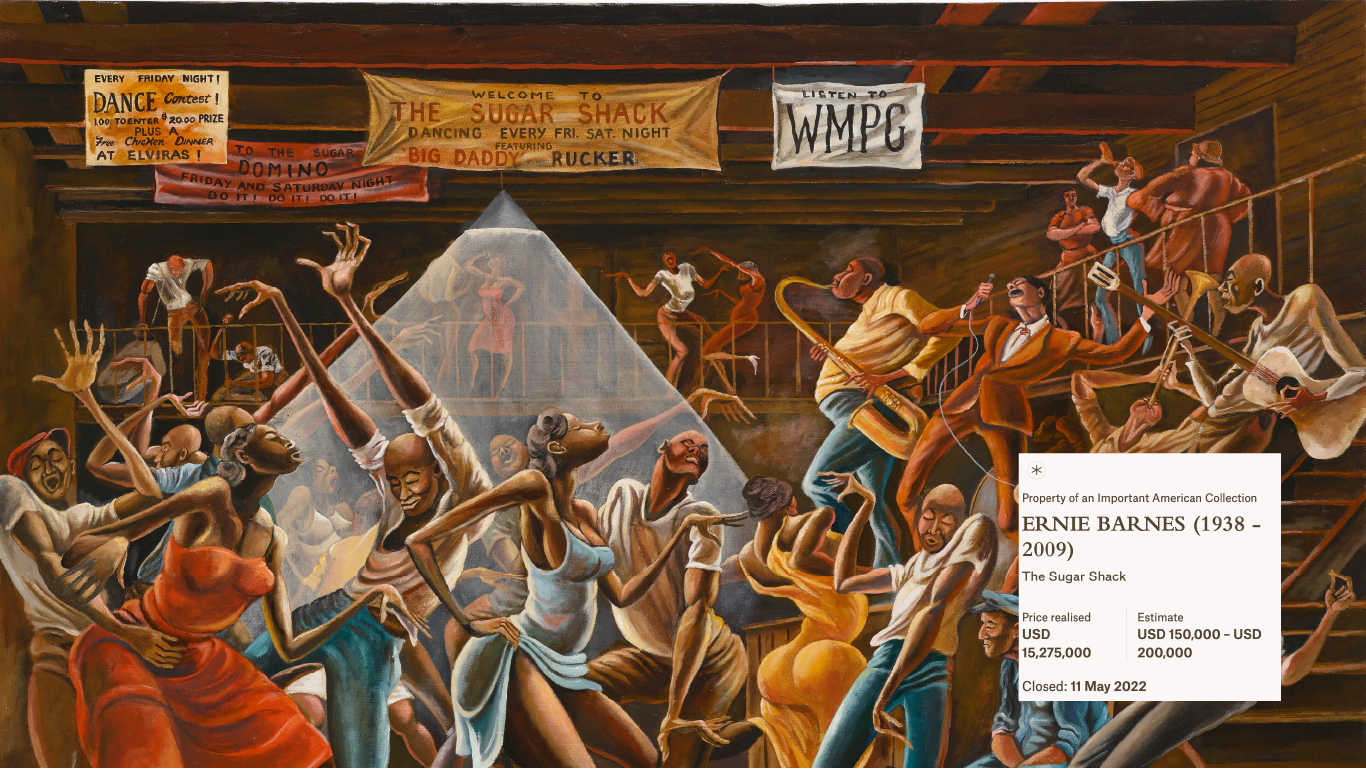 EVERY FRIDAY NIGHT!
DANCE Contest!
1.00 TO ENTER $20.00 PRIZE
PLUS A
Free Chicken DINNER
AT ELVIRAS!
TO THE SUGAR
DOMINO
FRIDAY AND SATURDAY NIGHT
DO IT! DO IT! DO IT!
WELCOME TO
THE SUGAR SHACK
DANCING EVERY FRI. SAT. NIGHT
FEATURING
BIG DADDY RUCKER
LISTEN TO
WMPG
*
Property of an Important American Collection
ERNIE BARNES (1938 -
2009)
The Sugar Shack
Price realised
USD
15,275,000
Estimate
USD 150,000 – USD
200,000
Closed: 11 May 2022